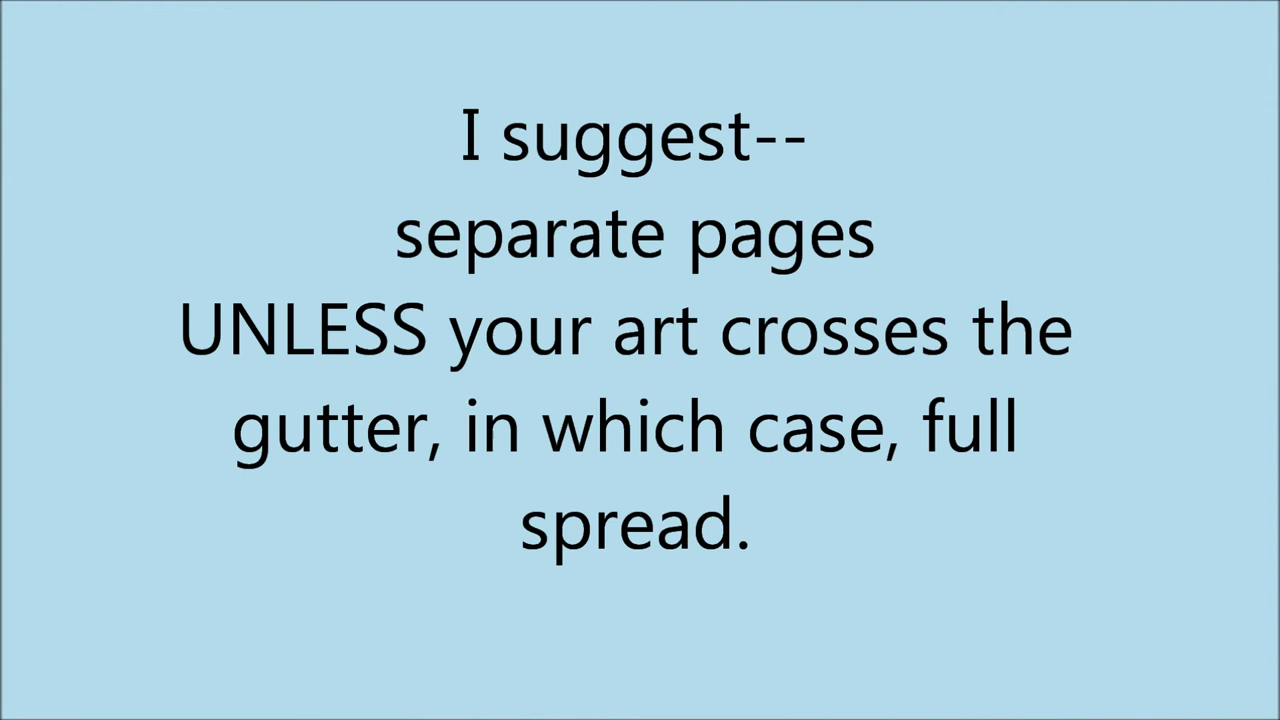 I suggest--
separate pages
UNLESS your art crosses the
gutter, in which case, full
spread.